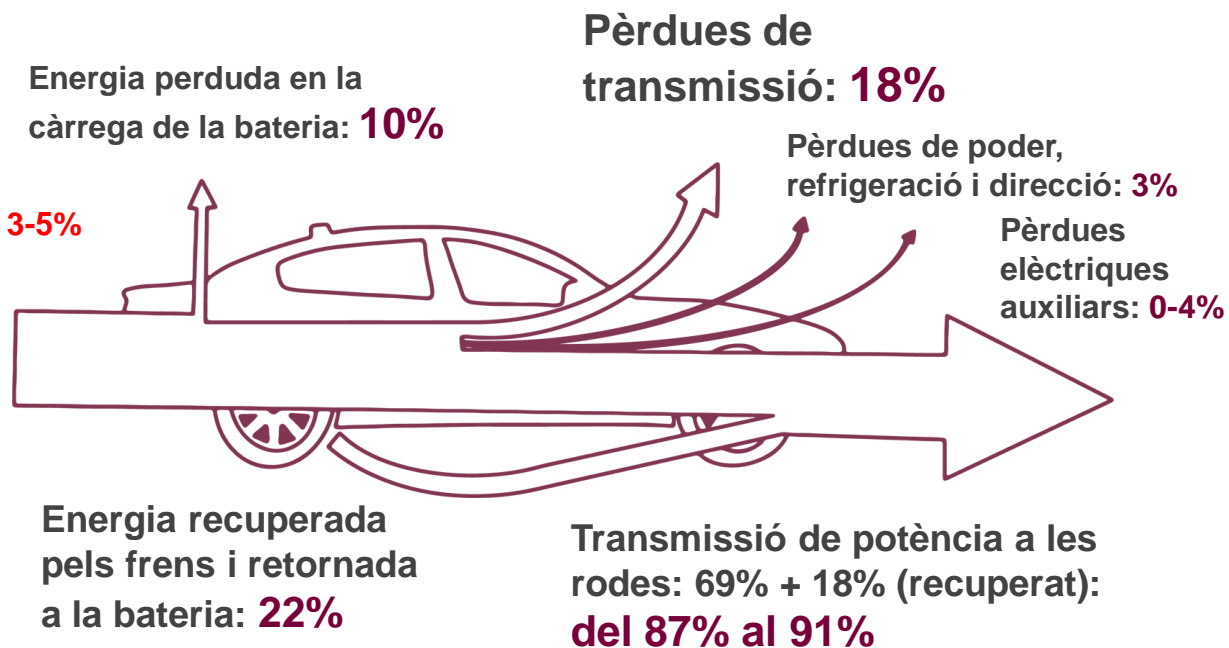 Pèrdues de
transmissió: 18%
Energia perduda en la
càrrega de la bateria: 10%
Pèrdues de poder,
refrigeració i direcció: 3%
3-5%
Pèrdues
elèctriques
auxiliars: 0-4%
Energia recuperada
pels frens i retornada
a la bateria: 22%
Transmissió de potència a les
rodes: 69% + 18% (recuperat):
del 87% al 91%